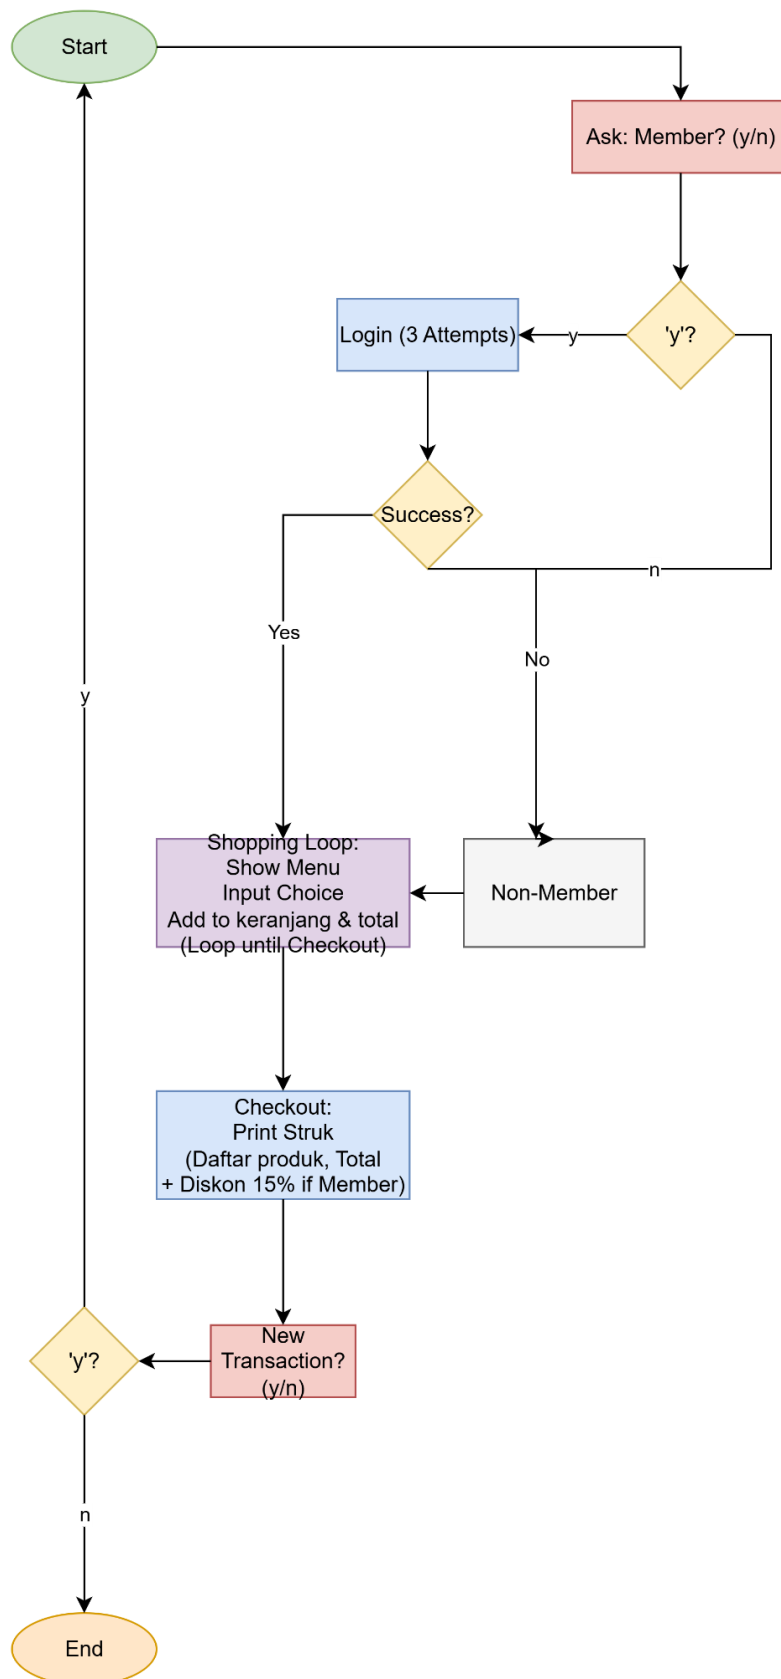 Start
Ask: Member? (y/n)
'y'?
y
Login (3 Attempts)
Success?
n
Yes
No
y
Shopping Loop:
Show Menu
Input Choice
Add to keranjang & total
(Loop until Checkout)
Non-Member
Checkout:
Print Struk
(Daftar produk, Total
+ Diskon 15% if Member)
New
Transaction?
(y/n)
'y'?
n
End